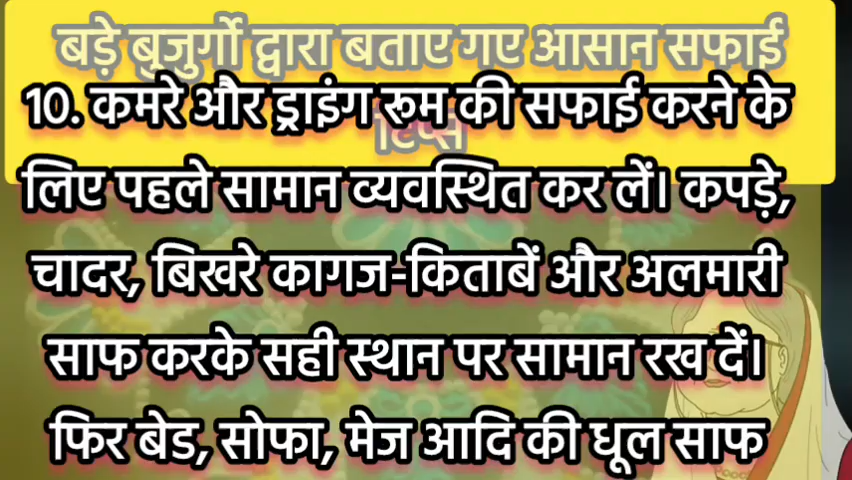 बड़े बुजुर्गो द्वारा बताए गए आसान सफाई
टिप्स
10. कमरे और ड्राइंग रूम की सफाई करने के
लिए पहले सामान व्यवस्थित कर लें। कपड़े,
चादर, बिखरे कागज-किताबें और अलमारी
साफ करके सही स्थान पर सामान रख दें।
फिर बेड, सोफा, मेज आदि की धूल साफ